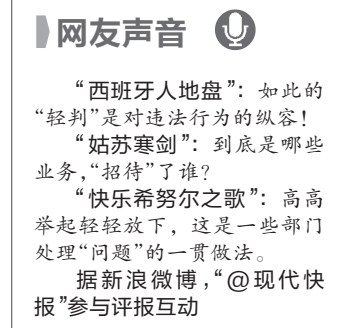 网友声音
“西班牙人地盘”：如此的
“轻判”是对违法行为的纵容！
“姑苏寒剑”：到底是哪些
业务，“招待”了谁？
“快乐希努尔之歌”：高高
举起轻轻放下，这是一些部门
处理“问题”的一贯做法。
据新浪微博，“@现代快
报”参与评报互动